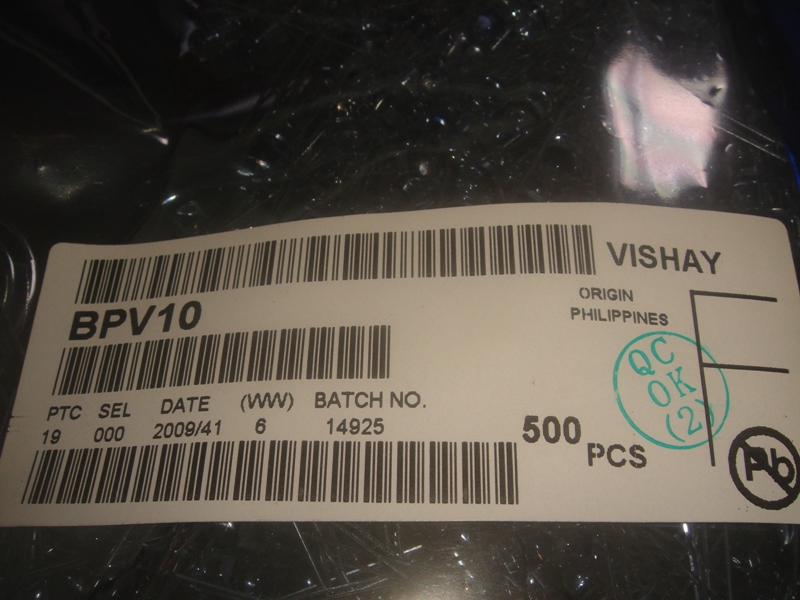 VISHAY
ORIGIN
PHILIPPINES
BPV10
PTC SEL DATE (WW) BATCH NO.
19 000 2009/41 6 14925
500 PCS
QC
OK
(2)
Pb